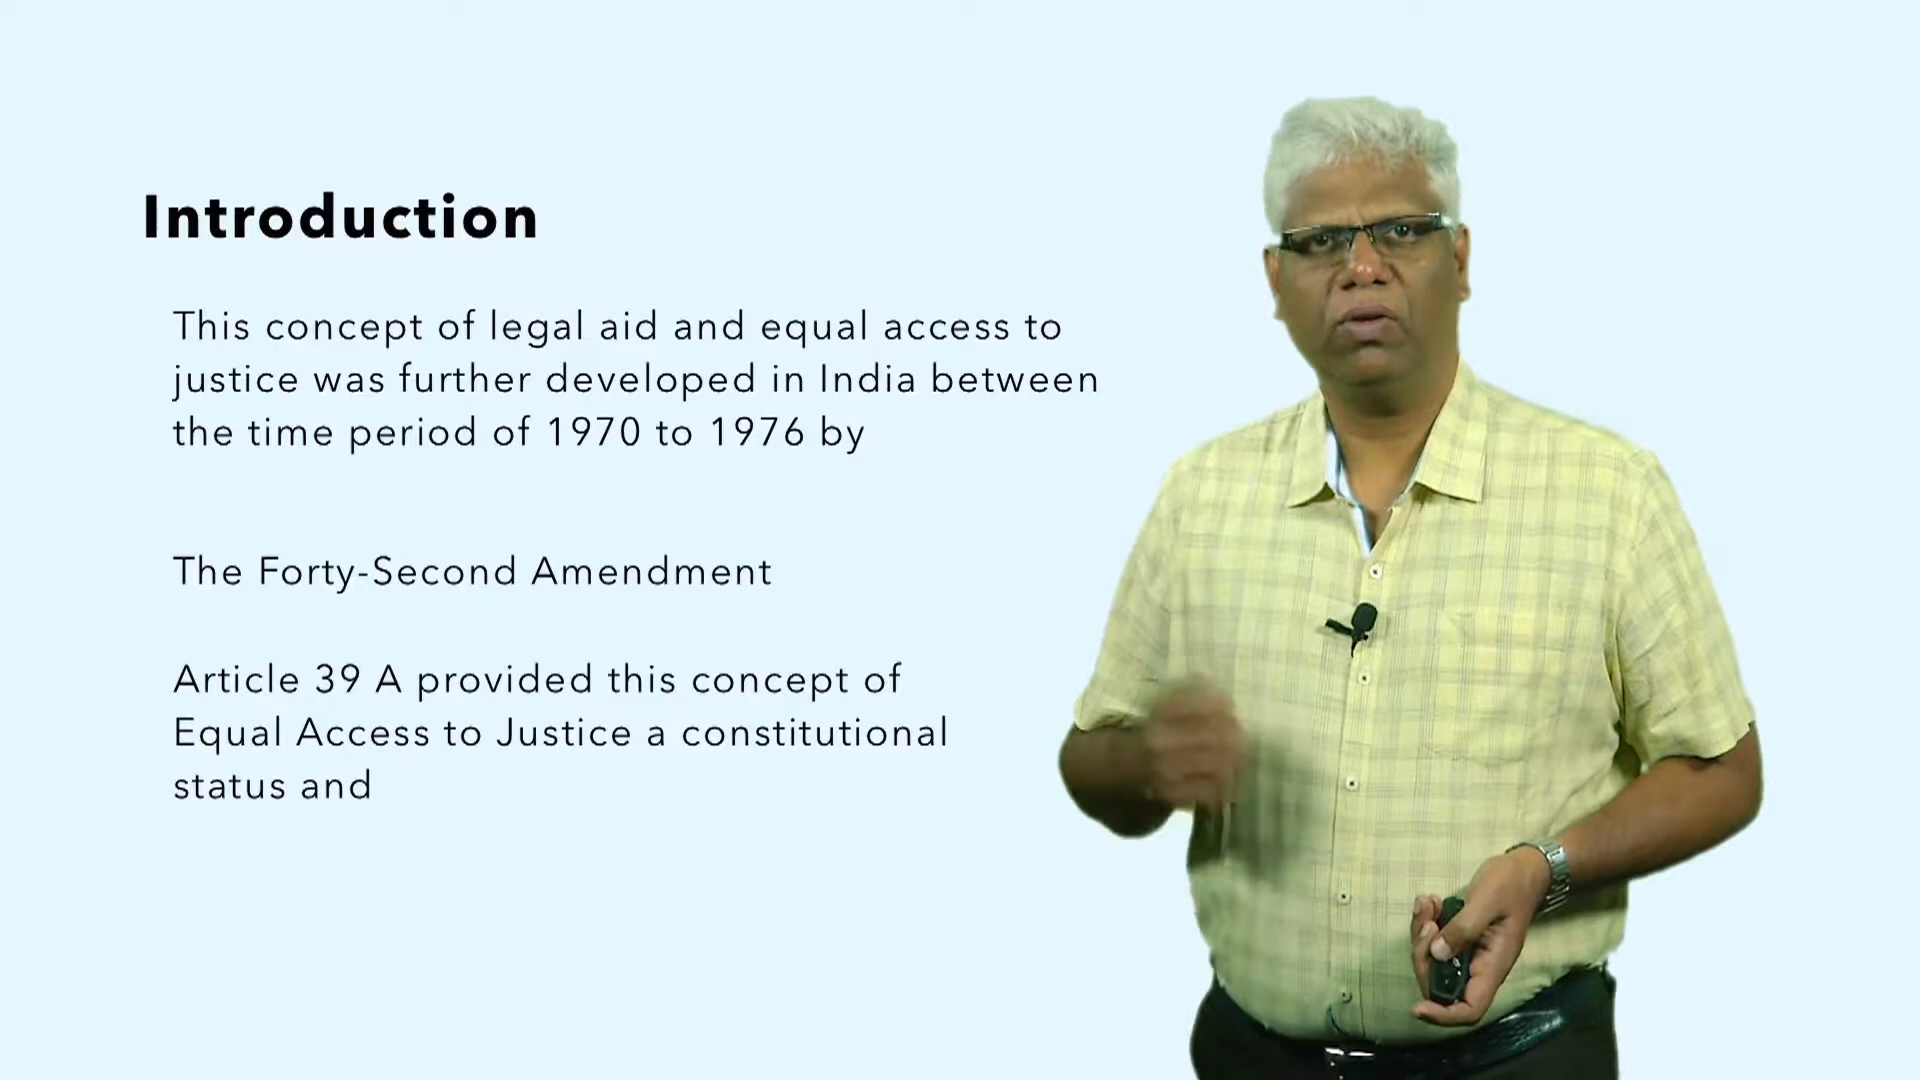 Introduction
This concept of legal aid and equal access to
justice was further developed in India between
the time period of 1970 to 1976 by
The Forty-Second Amendment
Article 39 A provided this concept of
Equal Access to Justice a constitutional
status and